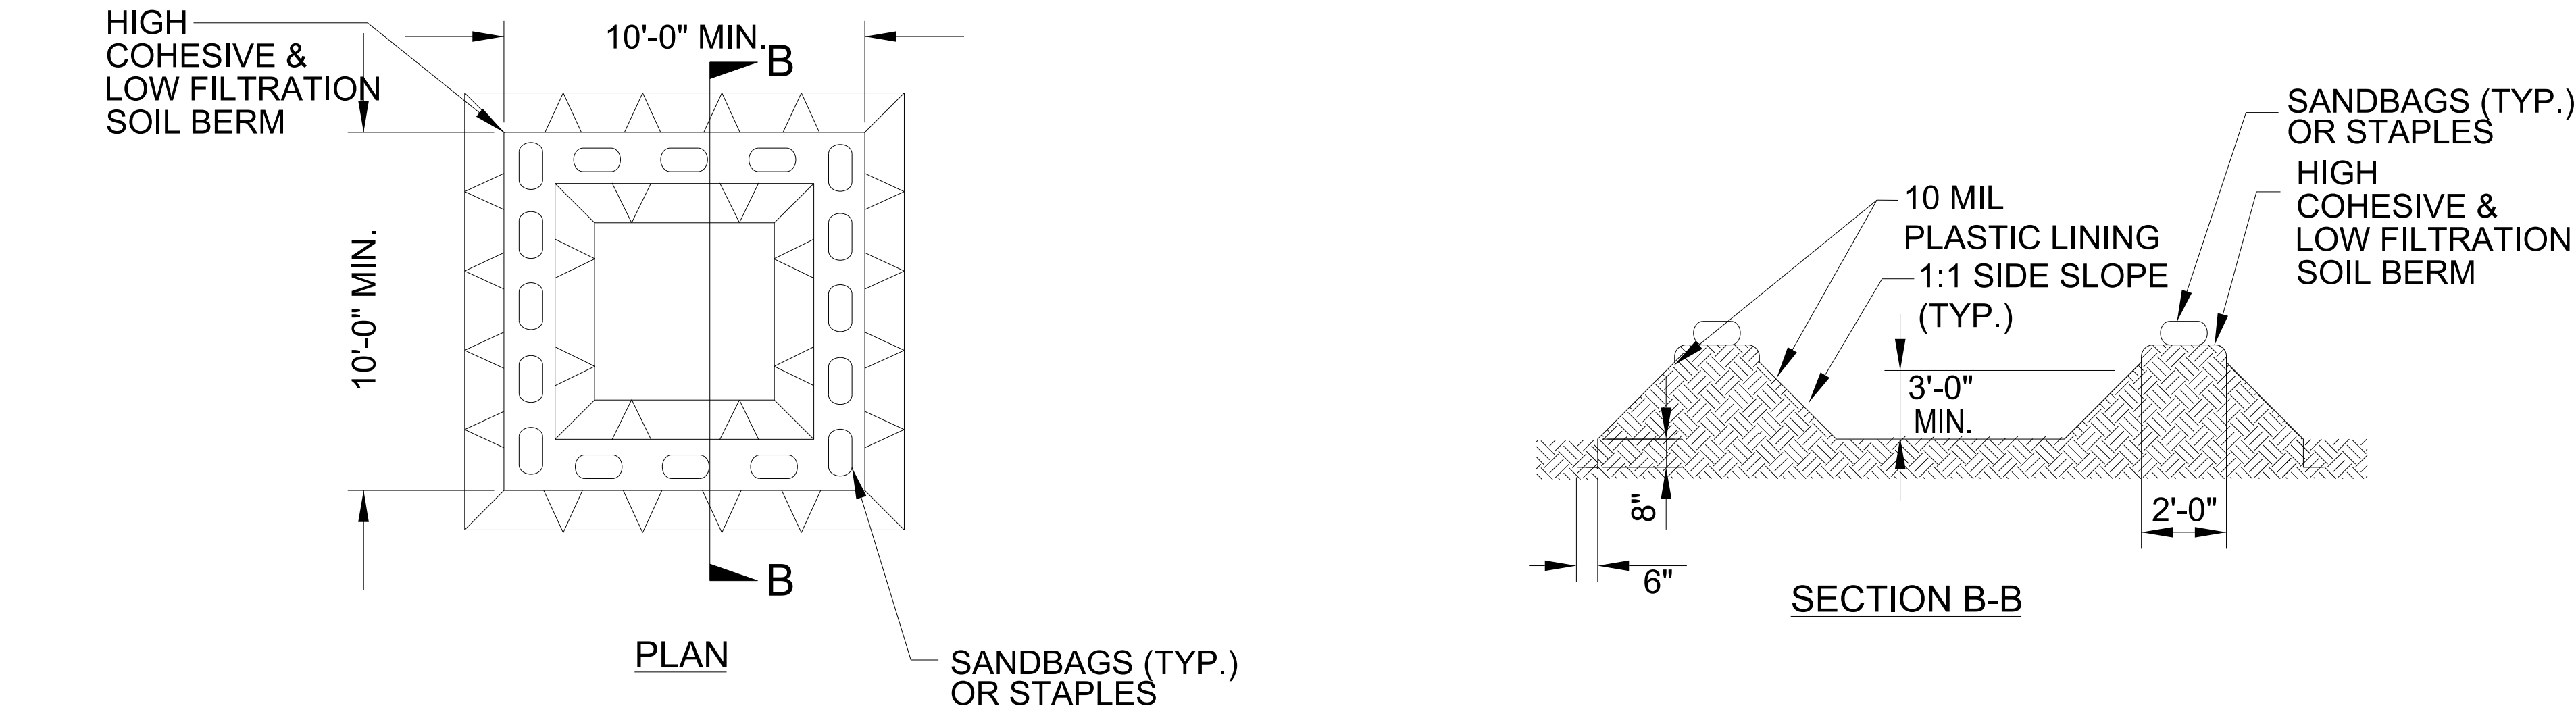 HIGH
COHESIVE &
LOW FILTRATION
SOIL BERM
10'-0" MIN.
B
10'-0" MIN.
B
PLAN
SANDBAGS (TYP.)
OR STAPLES
SANDBAGS (TYP.)
OR STAPLES
HIGH
COHESIVE &
LOW FILTRATION
SOIL BERM
10 MIL
PLASTIC LINING
1:1 SIDE SLOPE
(TYP.)
3'-0"
MIN.
8"
2'-0"
6"
SECTION B-B